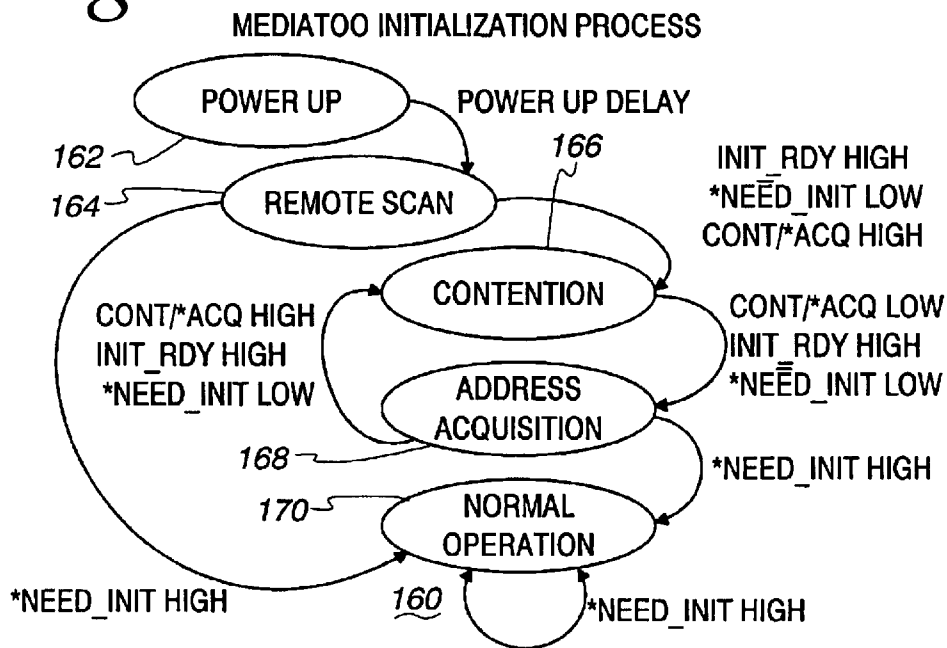 MEDIATOO INITIALIZATION PROCESS
POWER UP
POWER UP DELAY
162
166
164
REMOTE SCAN
INIT_RDY HIGH
*NEED_INIT LOW
CONT/*ACQ HIGH
CONTENTION
CONT/*ACQ HIGH
INIT_RDY HIGH
*NEED_INIT LOW
CONT/*ACQ LOW
INIT_RDY HIGH
*NEED_INIT LOW
ADDRESS
ACQUISITION
168
*NEED_INIT HIGH
170
NORMAL
OPERATION
*NEED_INIT HIGH
160
*NEED_INIT HIGH